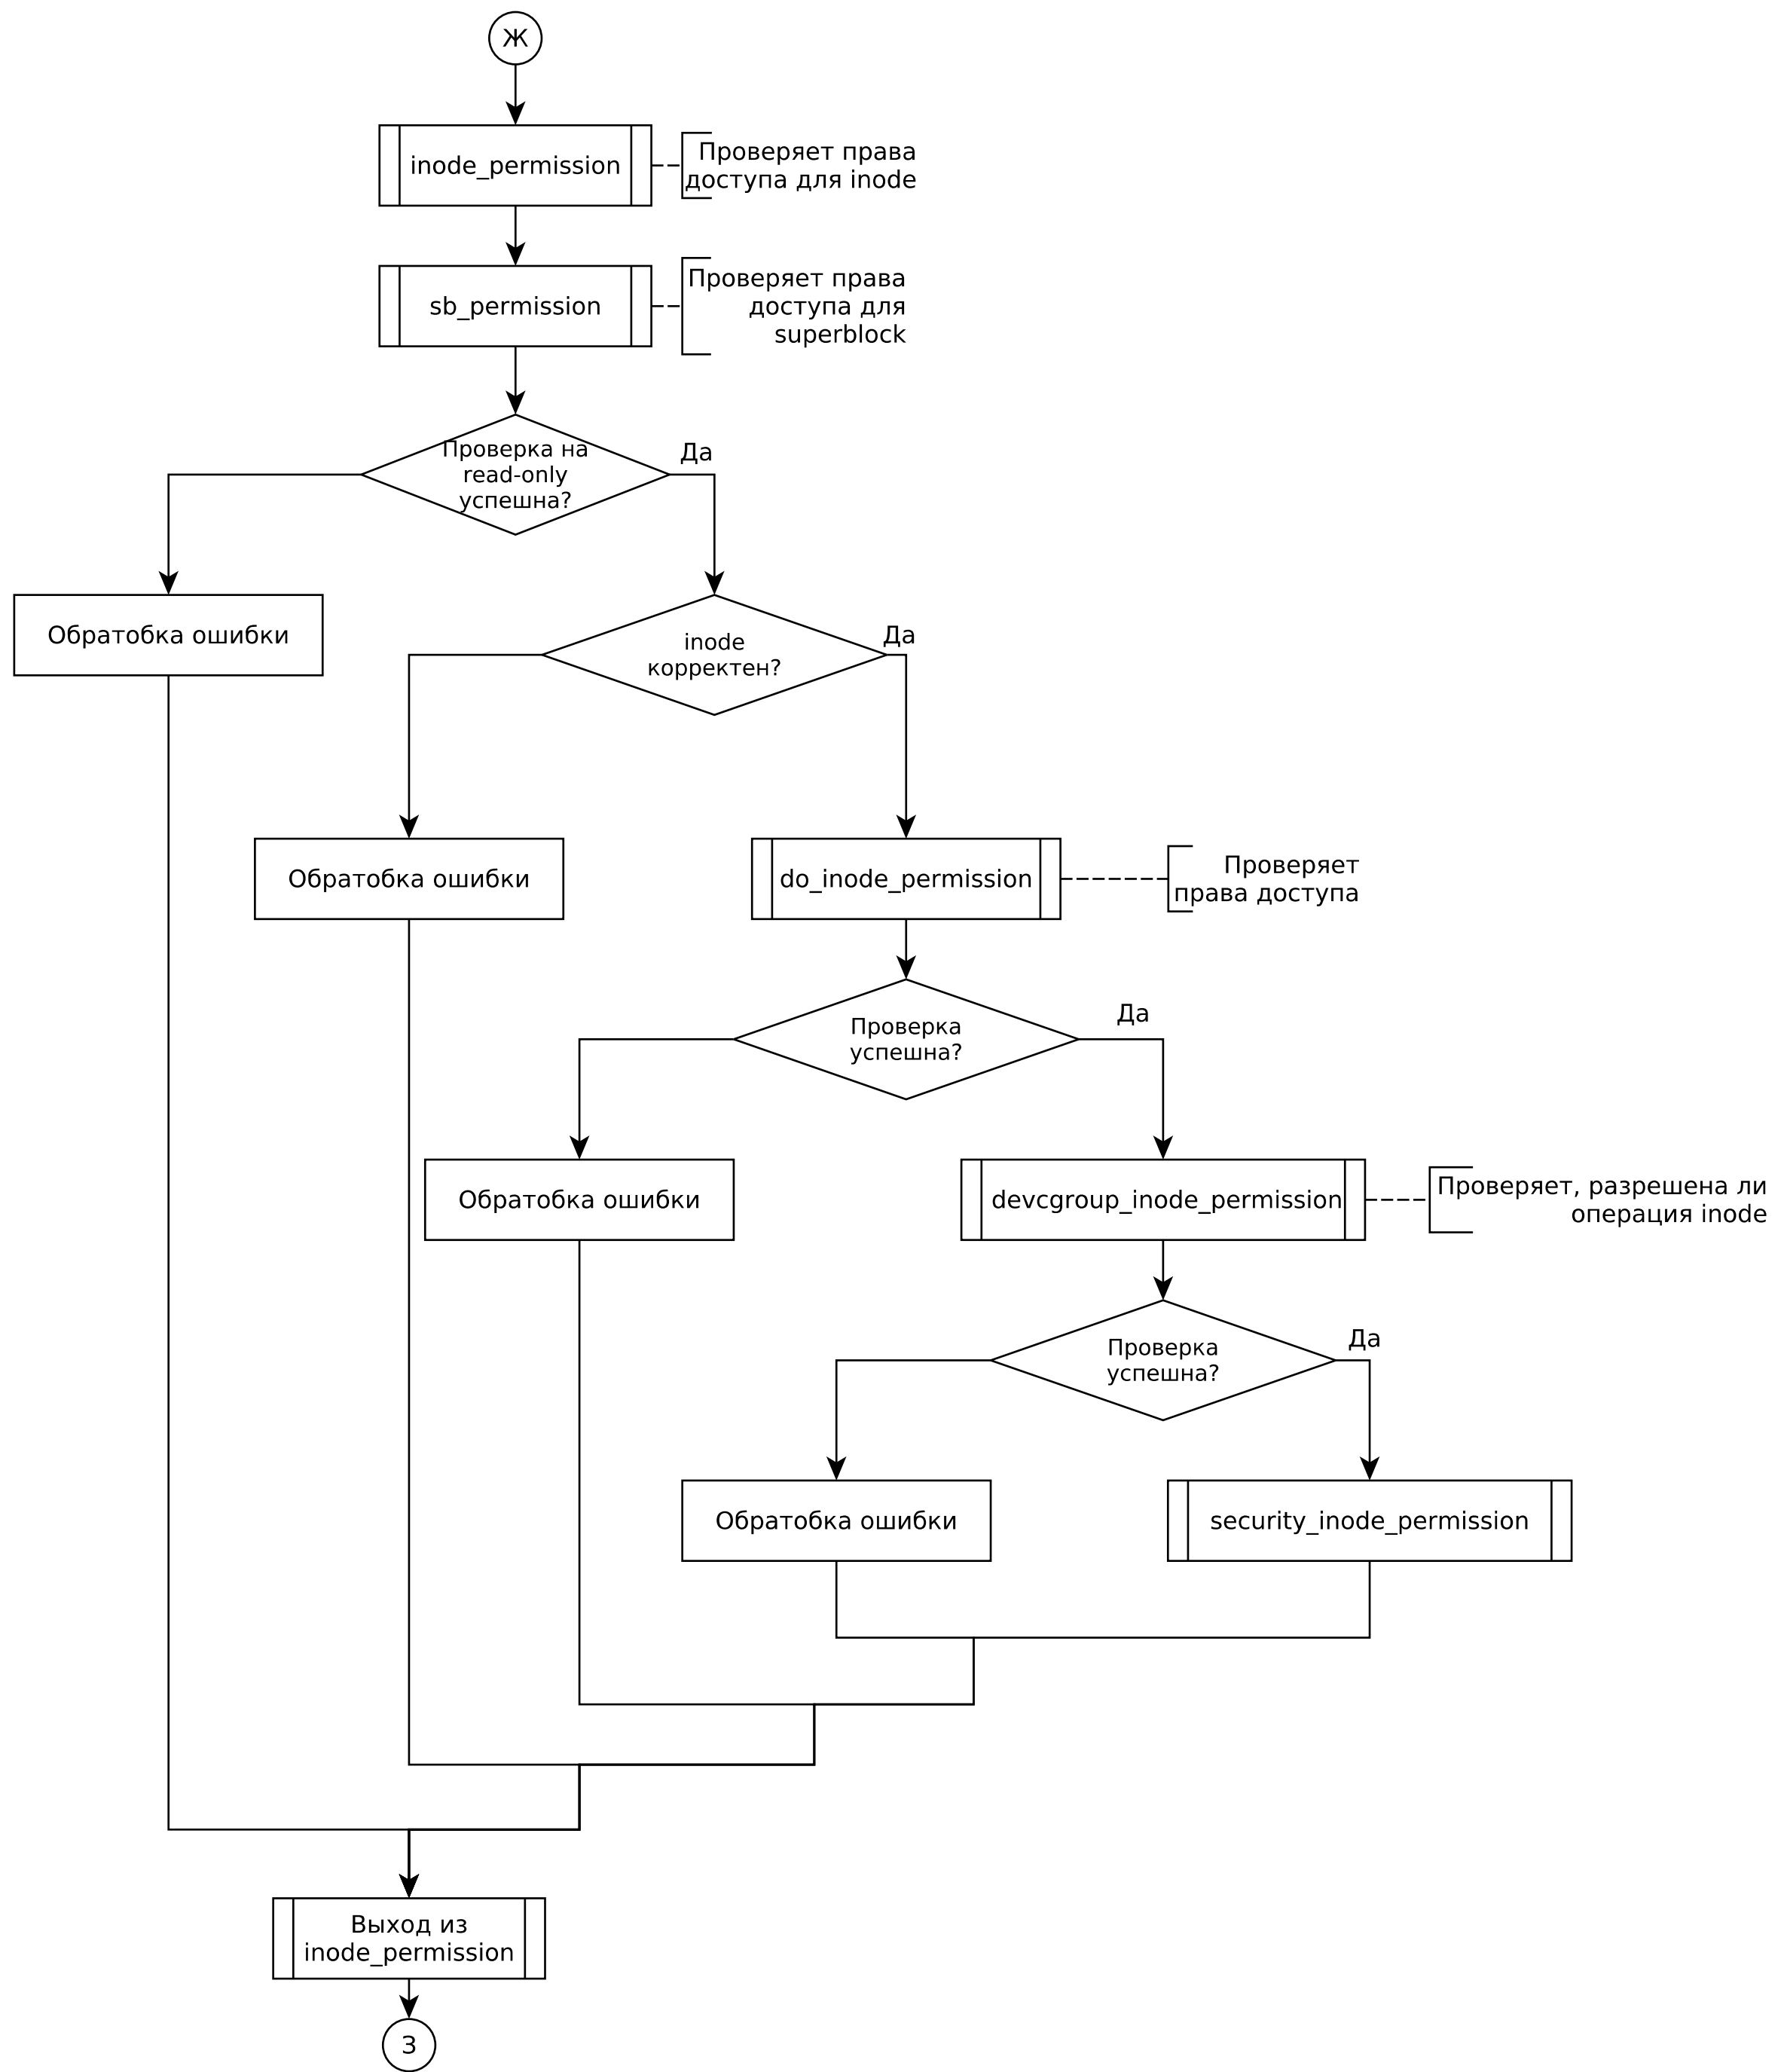 Ж
inode_permission
Проверяет права
доступа для inode
sb_permission
Проверяет права
доступа для
superblock
Проверка на
read-only
успешна?
Да
Обратобка ошибки
inode
корректен?
Да
Обратобка ошибки
do_inode_permission
Проверяет
права доступа
Проверка
успешна?
Да
Обратобка ошибки
devcgroup_inode_permission
Проверяет, разрешена ли
операция inode
Проверка
успешна?
Да
Обратобка ошибки
security_inode_permission
Выход из
inode_permission
З